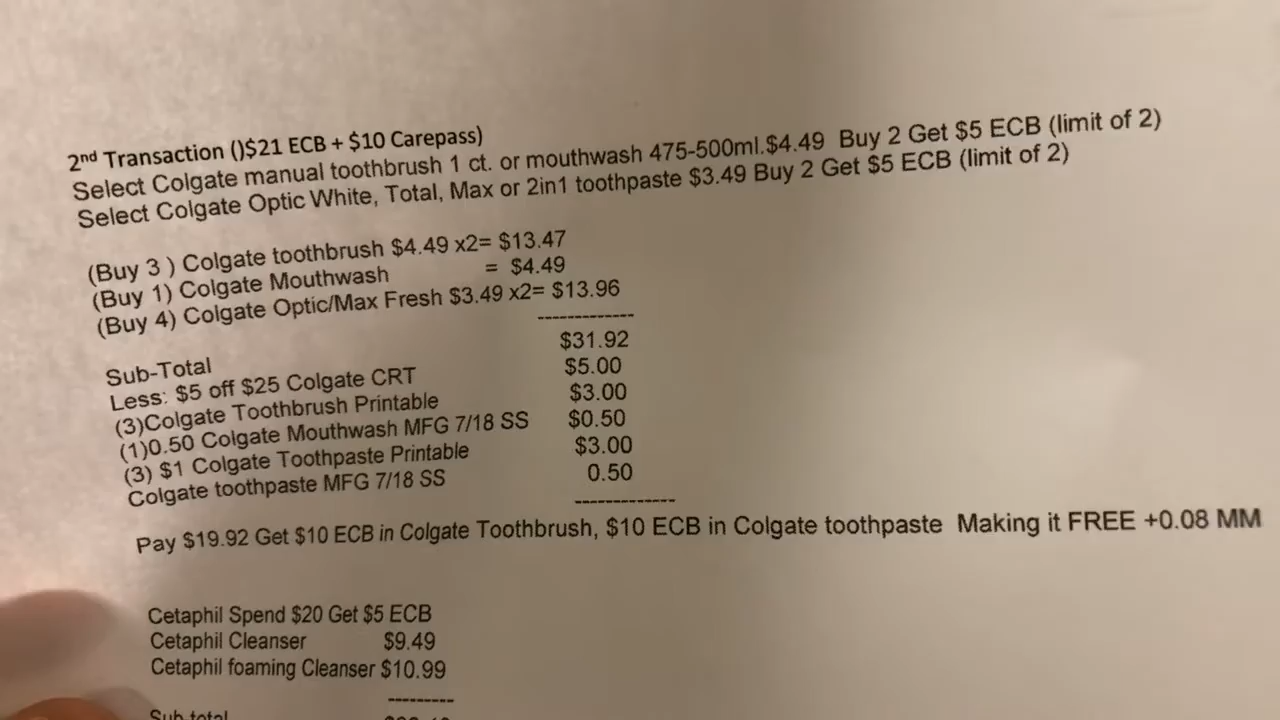 2nd Transaction ()$21 ECB + $10 Carepass)
Select Colgate manual toothbrush 1 ct. or mouthwash 475-500ml.$4.49 Buy 2 Get $5 ECB (limit of 2)
Select Colgate Optic White, Total, Max or 2in1 toothpaste $3.49 Buy 2 Get $5 ECB (limit of 2)
(Buy 3 ) Colgate toothbrush $4.49 x2= $13.47
(Buy 1) Colgate Mouthwash = $4.49
(Buy 4) Colgate Optic/Max Fresh $3.49 x2= $13.96
-------------
Sub-Total $31.92
Less: $5 off $25 Colgate CRT $5.00
(3)Colgate Toothbrush Printable $3.00
(1)0.50 Colgate Mouthwash MFG 7/18 SS $0.50
(3) $1 Colgate Toothpaste Printable $3.00
Colgate toothpaste MFG 7/18 SS 0.50
-------------
Pay $19.92 Get $10 ECB in Colgate Toothbrush, $10 ECB in Colgate toothpaste Making it FREE +0.08 MM
Cetaphil Spend $20 Get $5 ECB
Cetaphil Cleanser $9.49
Cetaphil foaming Cleanser $10.99
---------
Sub total